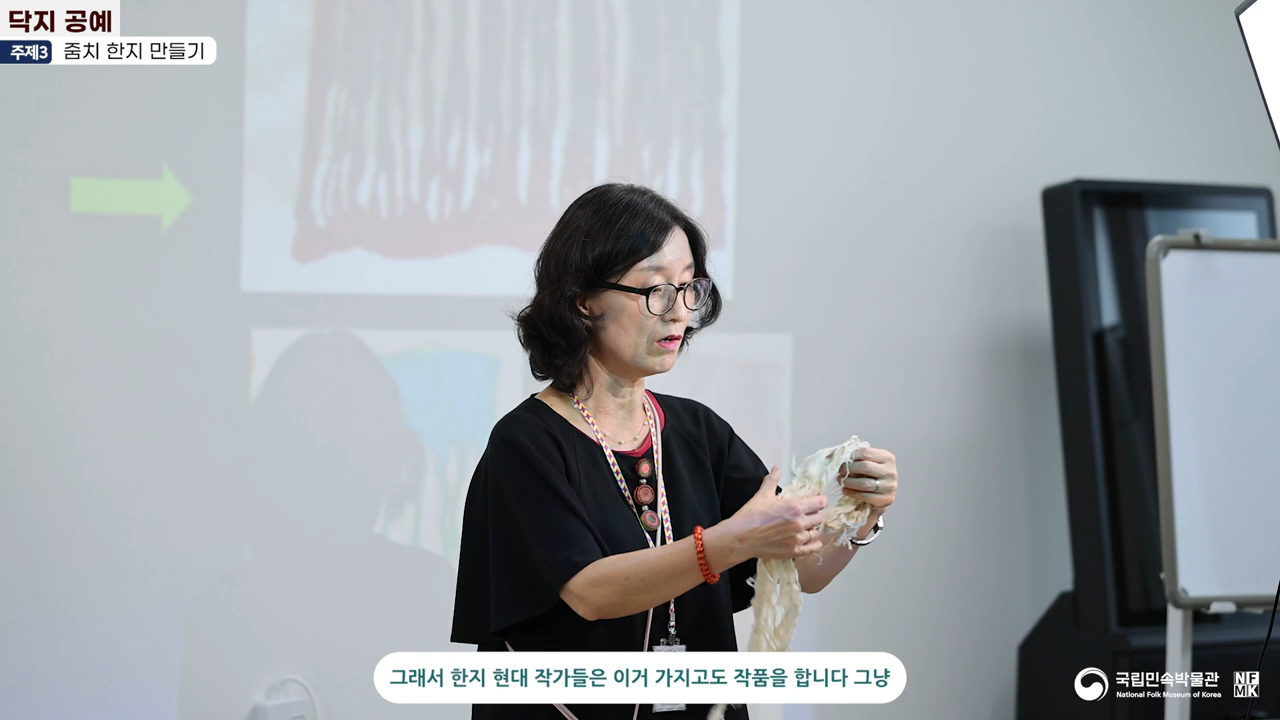 닥지 공예
주제3 줌치 한지 만들기
그래서 한지 현대 작가들은 이거 가지고도 작품을 합니다 그냥
국립민속박물관
National Folk Museum of Korea
NF
MK